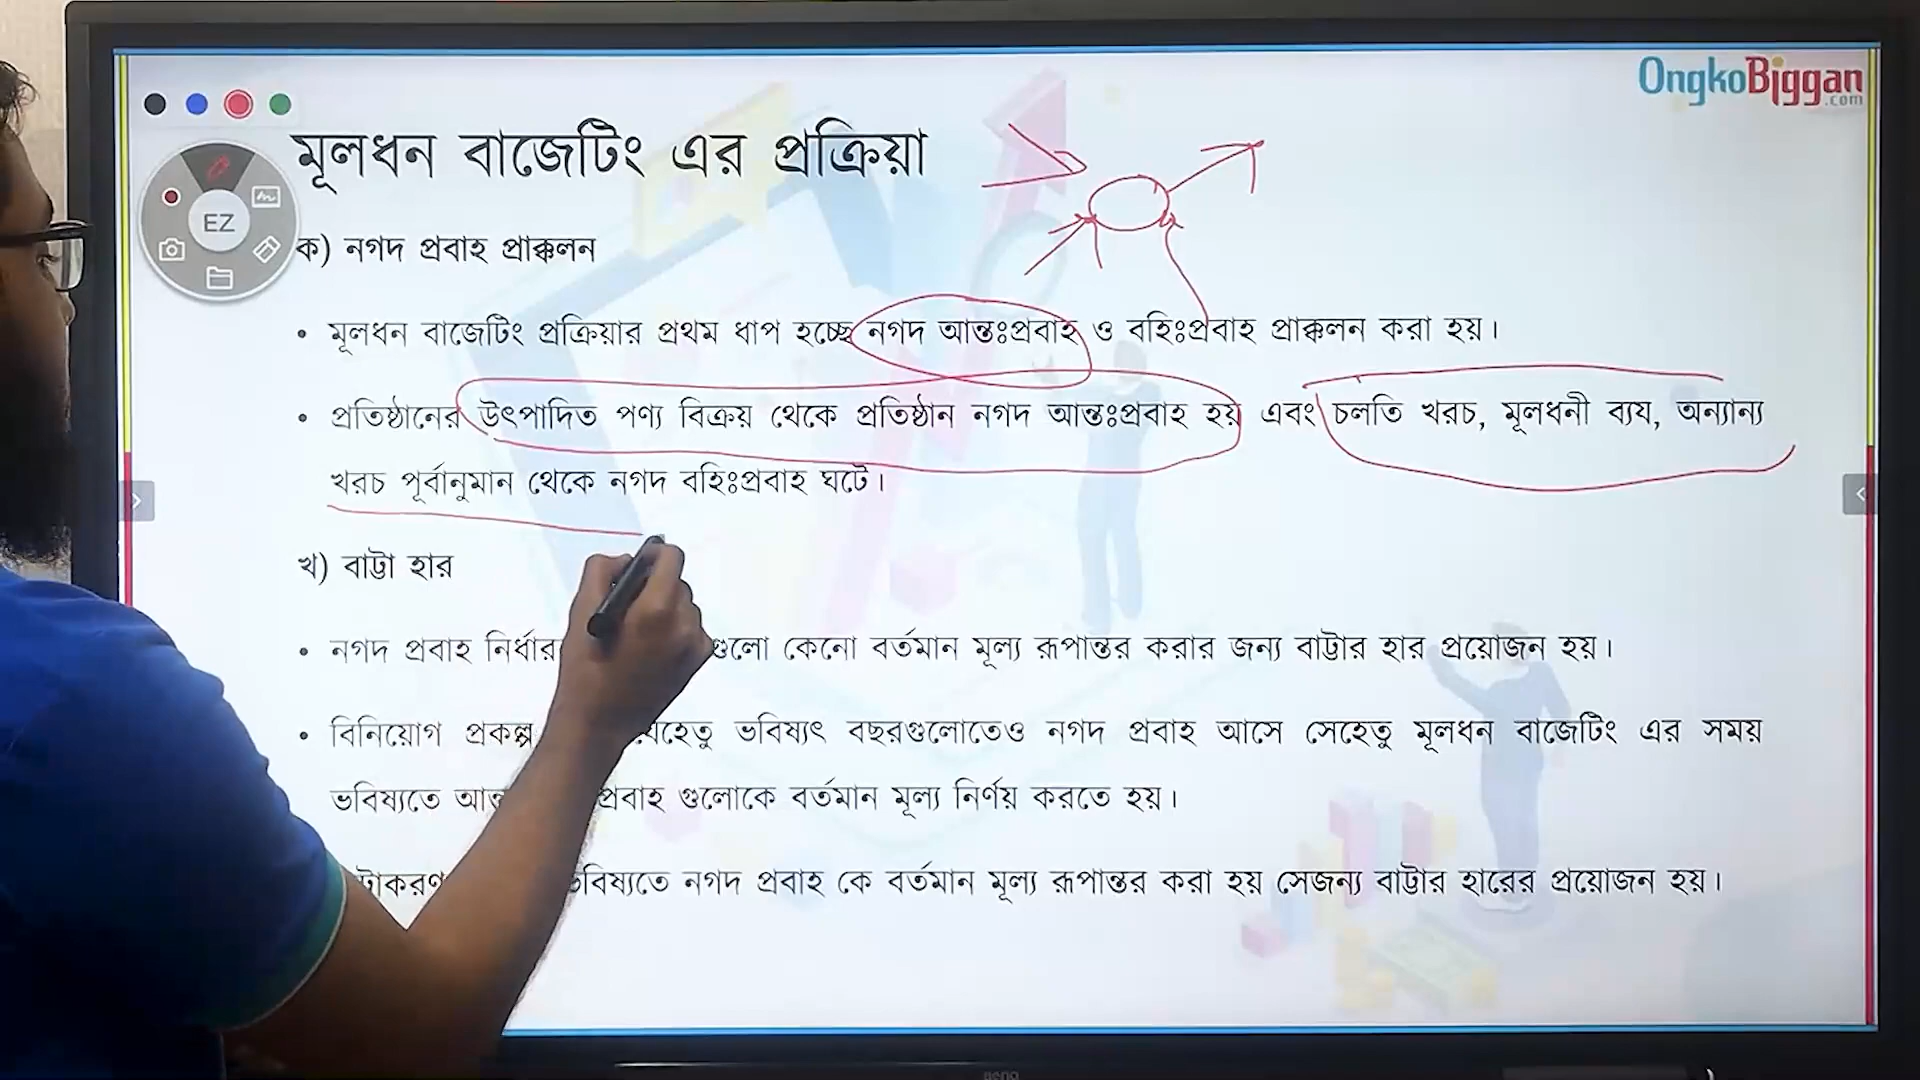 OngkoBiggan
.com
মূলধন বাজেটিং এর প্রক্রিয়া
EZ
ক) নগদ প্রবাহ প্রাক্কলন
• মূলধন বাজেটিং প্রক্রিয়ার প্রথম ধাপ হচ্ছে নগদ আন্তঃপ্রবাহ ও বহিঃপ্রবাহ প্রাক্কলন করা হয়।
• প্রতিষ্ঠানের উৎপাদিত পণ্য বিক্রয় থেকে প্রতিষ্ঠান নগদ আন্তঃপ্রবাহ হয় এবং চলতি খরচ, মূলধনী ব্যয, অন্যান্য
খরচ পূর্বানুমান থেকে নগদ বহিঃপ্রবাহ ঘটে।
খ) বাট্টা হার
• নগদ প্রবাহ গুলো কেনো বর্তমান মূল্য রূপান্তর করার জন্য বাট্টার হার প্রয়োজন হয়।
• বিনিয়োগ প্রকল্প যেহেতু ভবিষ্যৎ বছরগুলোতেও নগদ প্রবাহ আসে সেহেতু মূলধন বাজেটিং এর সময়
ভবিষ্যতে প্রবাহ গুলোকে বর্তমান মূল্য নির্ণয় করতে হয়।
নগদ প্রবাহ কে বর্তমান মূল্য রূপান্তর করা হয় সেজন্য বাট্টার হারের প্রয়োজন হয়।
BenQ